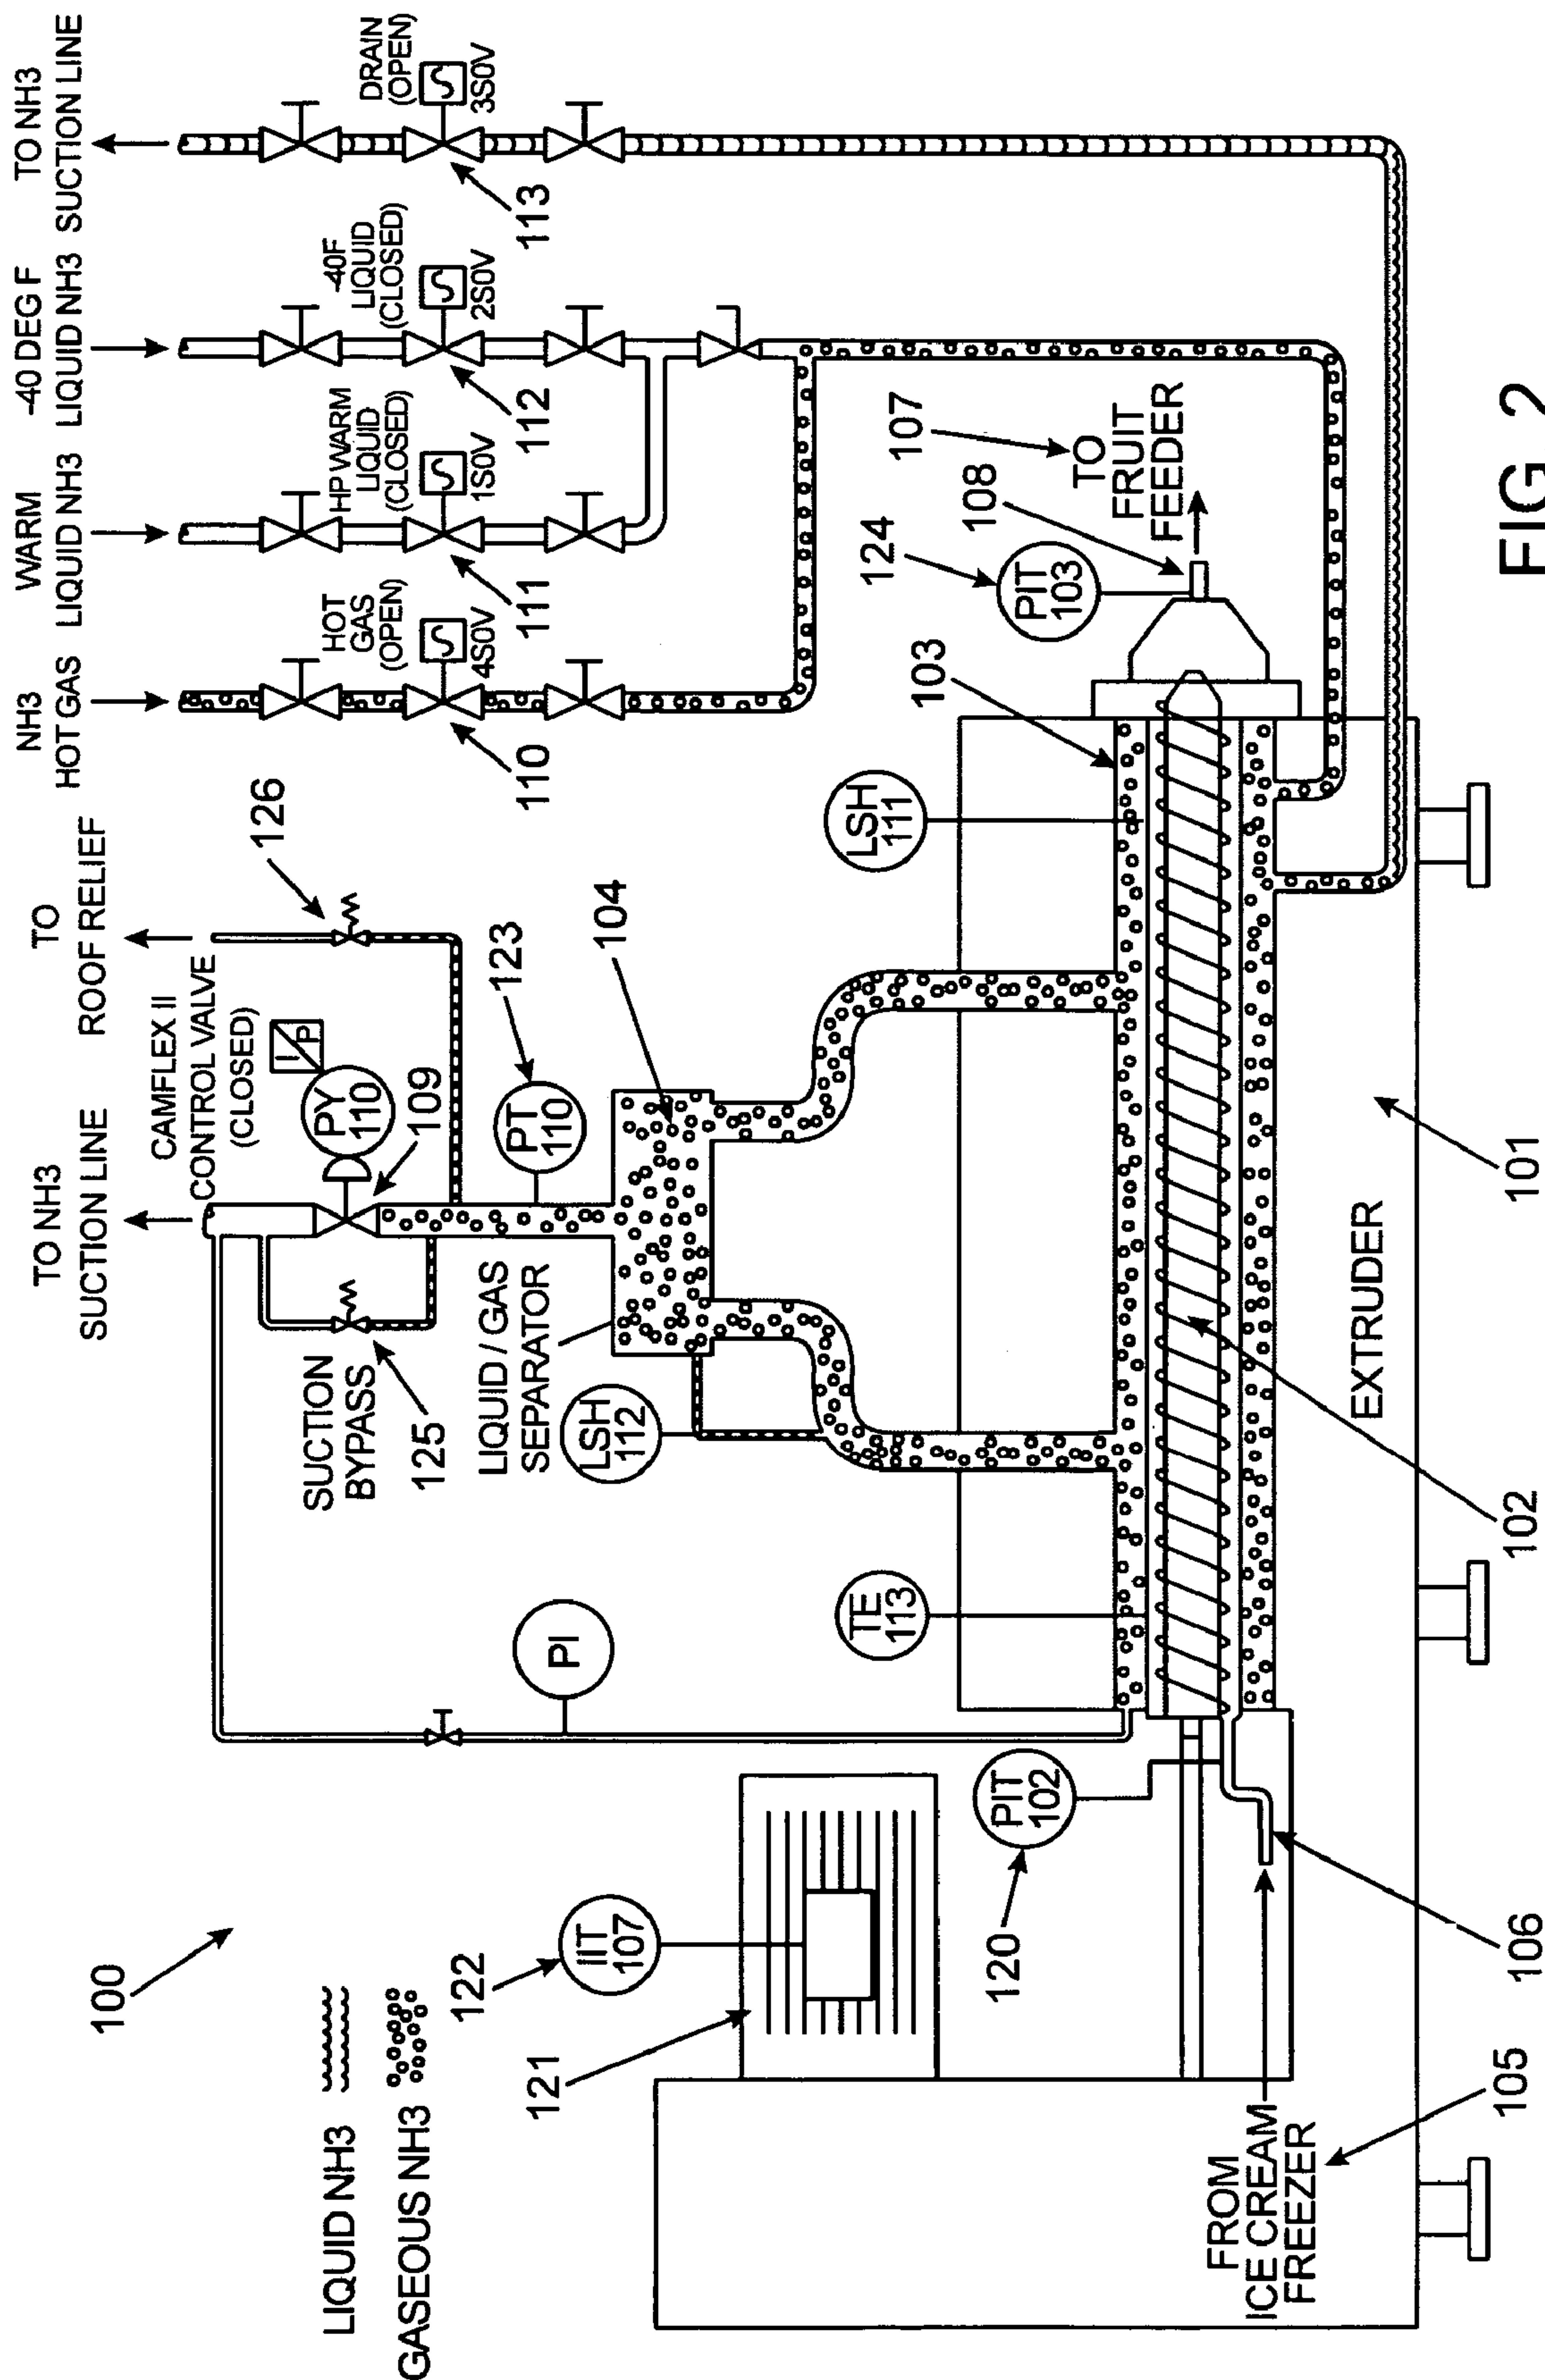 100
LIQUID NH3
GASEOUS NH3
TO NH3
SUCTION LINE
TO
ROOF RELIEF
NH3
HOT GAS
WARM
LIQUID NH3
-40 DEG F
LIQUID NH3
TO NH3
SUCTION LINE
CAMFLEX II
CONTROL VALVE
(CLOSED)
I/P
PY
110
109
126
SUCTION
BYPASS
125
HOT
GAS
(OPEN)
S
4SOV
110
HP WARM
LIQUID
(CLOSED)
S
1SOV
111
-40F
LIQUID
(CLOSED)
S
2SOV
112
DRAIN
(OPEN)
S
3SOV
113
LIQUID / GAS
SEPARATOR
PT
110
123
104
LSH
112
PI
122
IIT
107
121
TE
113
LSH
111
103
124
PIT
103
108
107
TO
FRUIT
FEEDER
120
PIT
102
FROM
ICE CREAM
FREEZER
105
106
102
EXTRUDER
101
FIG. 2